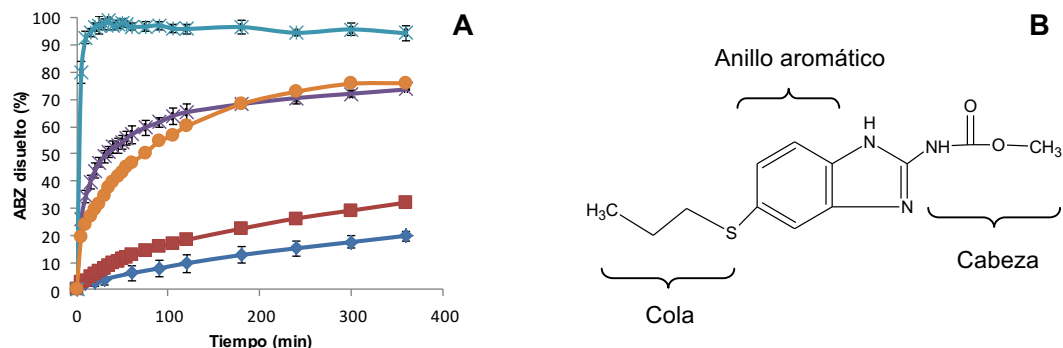 A
ABZ disuelto (%)
100
90
80
70
60
50
40
30
20
10
0
0 100 200 300 400
Tiempo (min)
B
Anillo aromático
H
N
NH
O
O
CH3
N
S
H3C
Cola
Cabeza